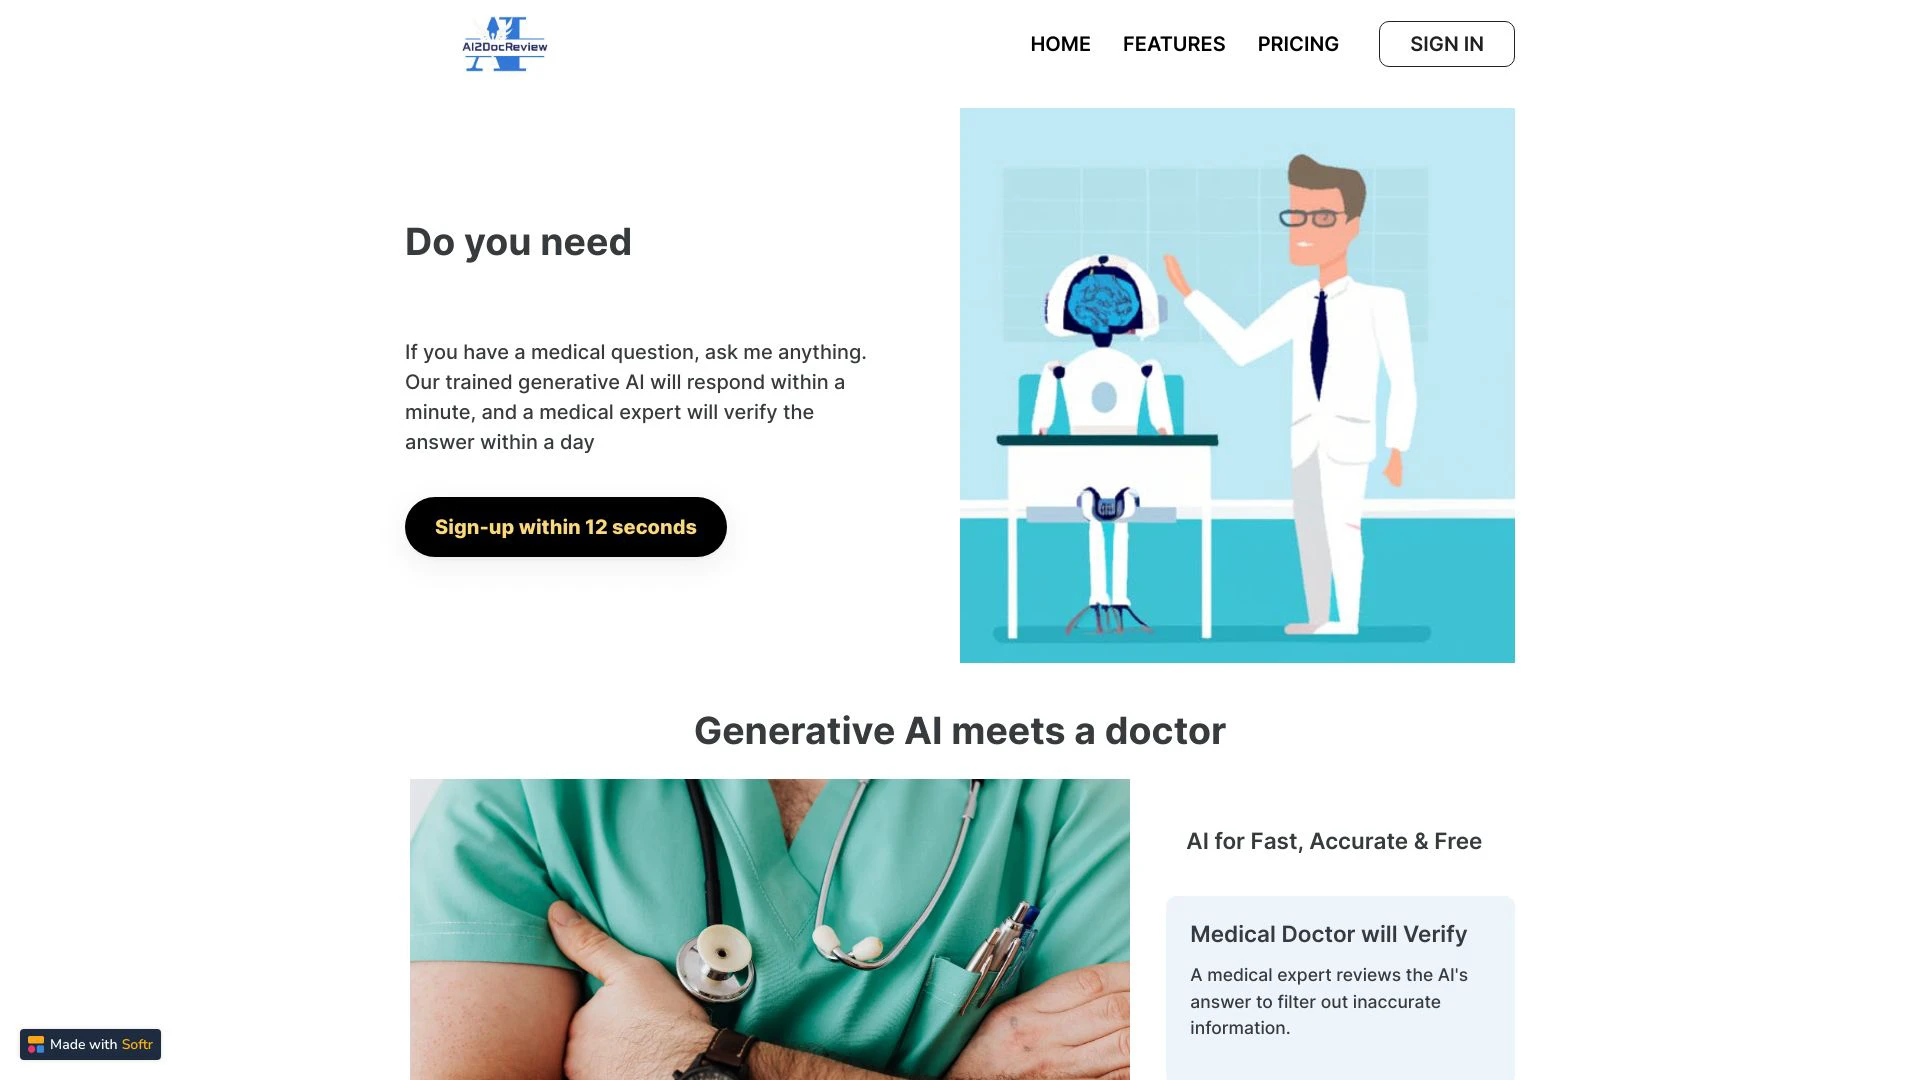 AI2DocReview
HOME
FEATURES
PRICING
SIGN IN
Do you need
If you have a medical question, ask me anything.
Our trained generative AI will respond within a
minute, and a medical expert will verify the
answer within a day
Sign-up within 12 seconds
Generative AI meets a doctor
AI for Fast, Accurate & Free
Medical Doctor will Verify
A medical expert reviews the AI's
answer to filter out inaccurate
information.
Made with Softr